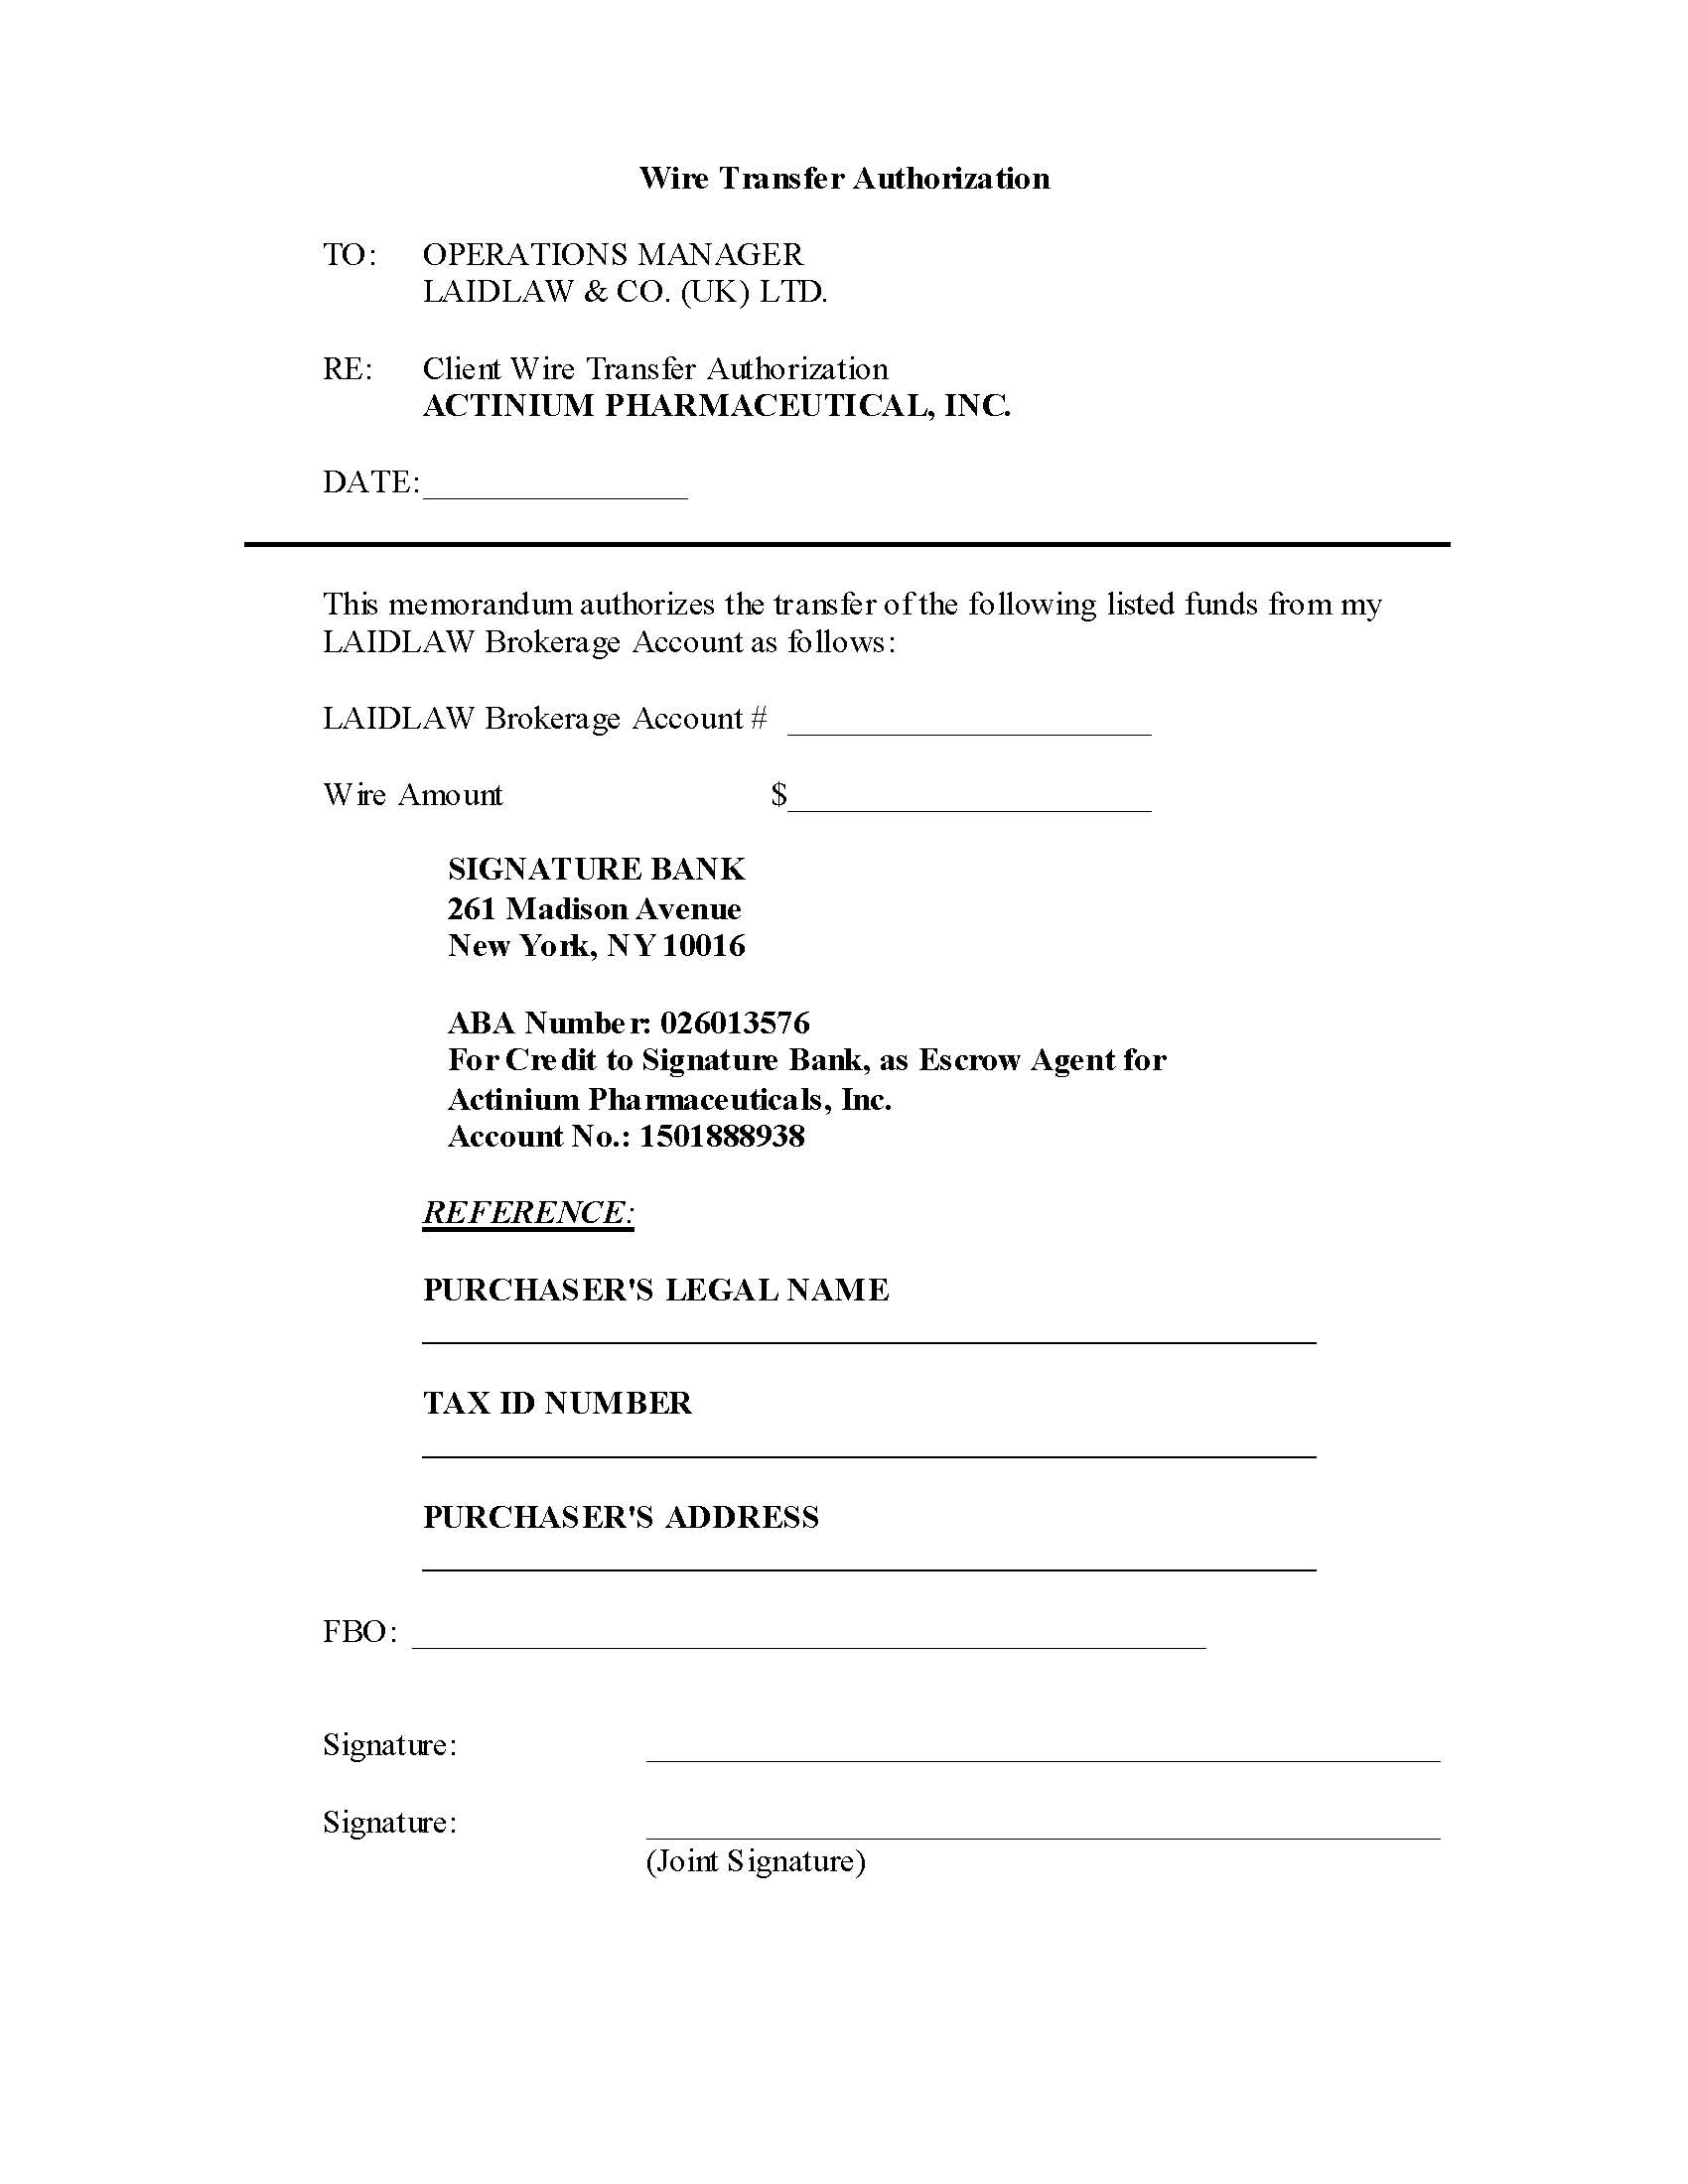 Wire Transfer Authorization
TO: OPERATIONS MANAGER
LAIDLAW & CO. (UK) LTD.
RE: Client Wire Transfer Authorization
ACTINIUM PHARMACEUTICAL, INC.
DATE:
This memorandum authorizes the transfer of the following listed funds from my
LAIDLAW Brokerage Account as follows:
LAIDLAW Brokerage Account #
Wire Amount $
SIGNATURE BANK
261 Madison Avenue
New York, NY 10016
ABA Number: 026013576
For Credit to Signature Bank, as Escrow Agent for
Actinium Pharmaceuticals, Inc.
Account No.: 1501888938
REFERENCE:
PURCHASER'S LEGAL NAME
TAX ID NUMBER
PURCHASER'S ADDRESS
FBO:
Signature:
Signature:
(Joint Signature)